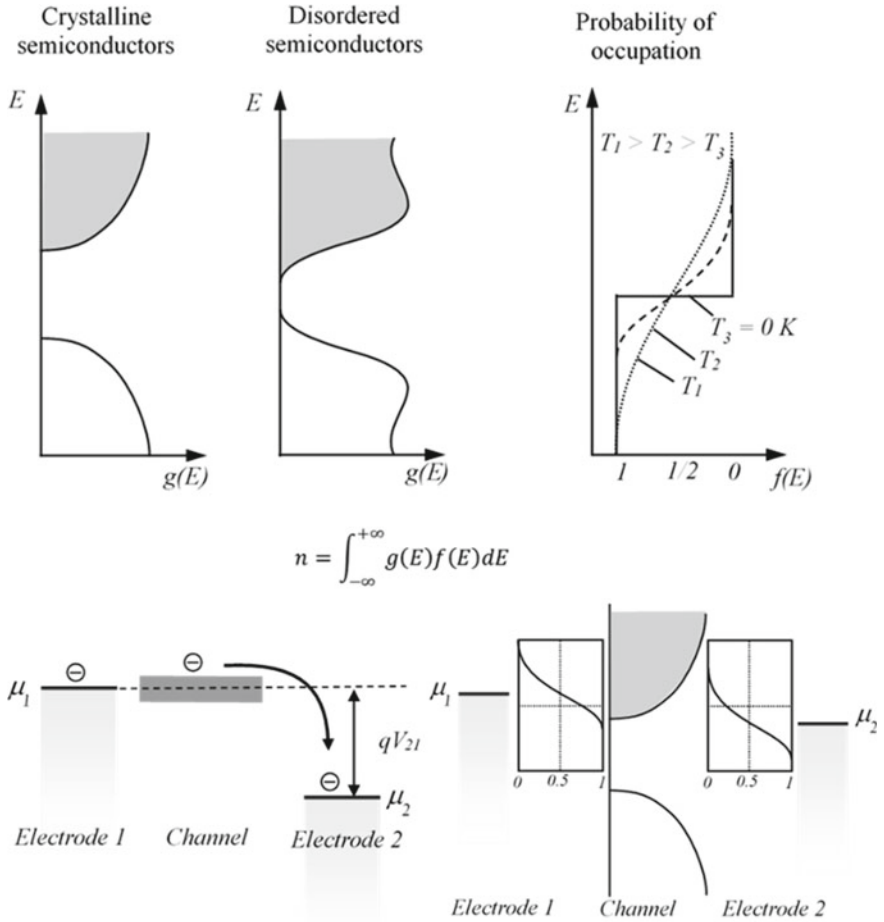 Crystalline
semiconductors
Disordered
semiconductors
Probability of
occupation
E
g(E)
E
g(E)
E
T₁ > T₂ > T₃
T₃ = 0 K
T₂
T₁
1 1/2 0 f(E)
n = ∫_{-∞}^{+∞} g(E)f(E)dE
μ₁
qV₂₁
μ₂
Electrode 1 Channel Electrode 2
μ₁
μ₂
0 0.5 1
0 0.5 1
Electrode 1 Channel Electrode 2